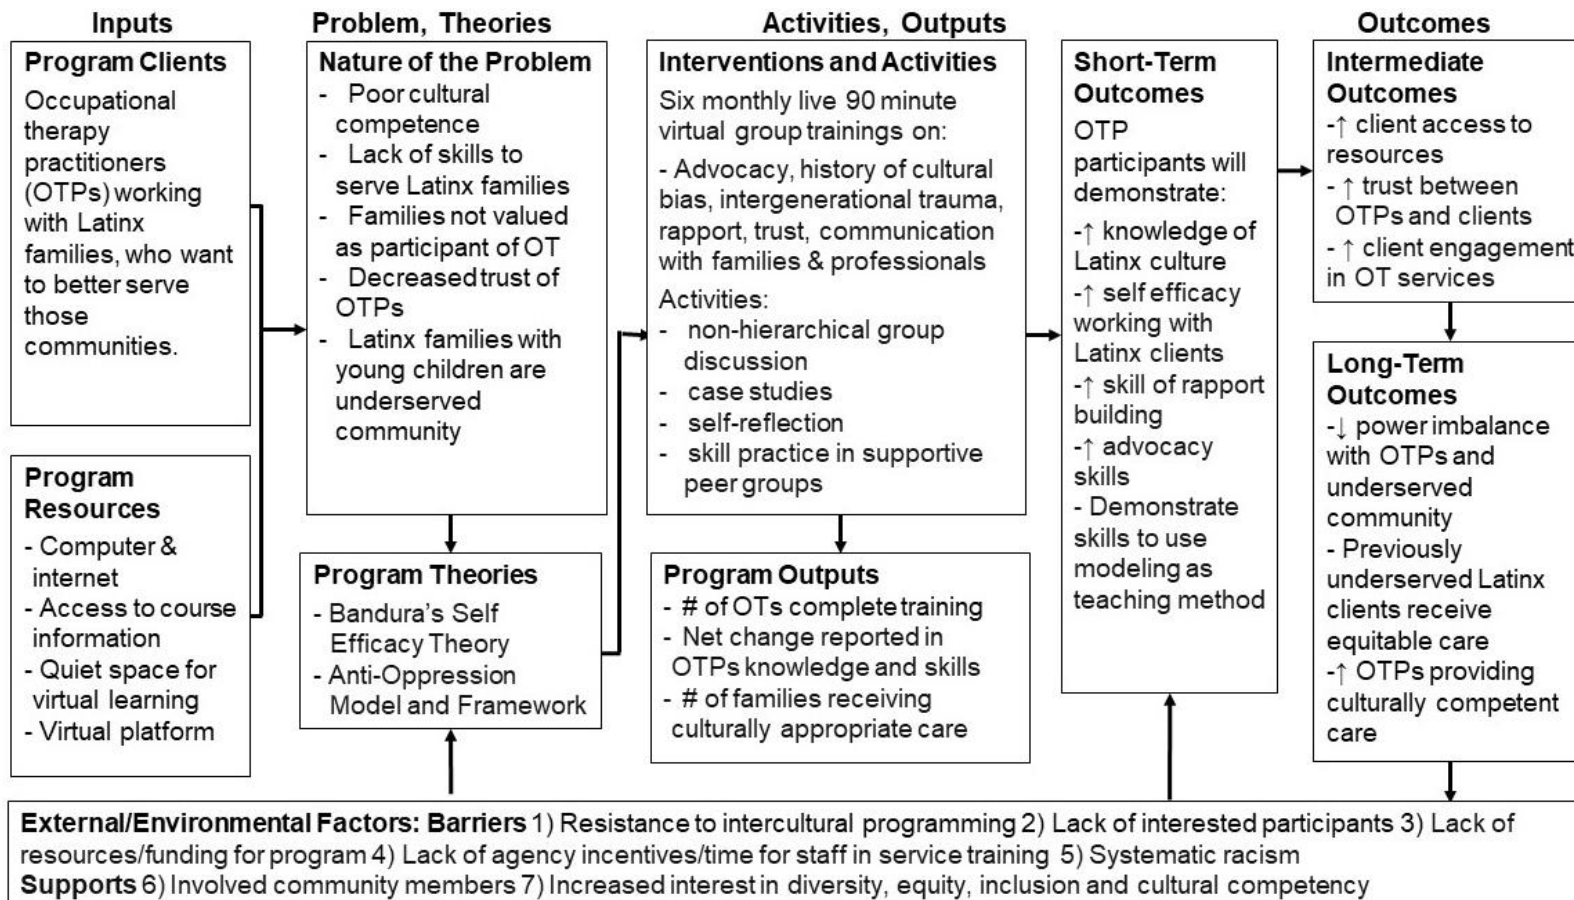 Inputs
Problem, Theories
Activities, Outputs
Outcomes
Program Clients
Occupational
therapy
practitioners
(OTPs) working
with Latinx
families, who want
to better serve
those
communities.
Program
Resources
- Computer &
internet
- Access to course
information
- Quiet space for
virtual learning
- Virtual platform
Nature of the Problem
- Poor cultural
competence
- Lack of skills to
serve Latinx families
- Families not valued
as participant of OT
- Decreased trust of
OTPs
- Latinx families with
young children are
underserved
community
Program Theories
- Bandura's Self
Efficacy Theory
- Anti-Oppression
Model and Framework
Interventions and Activities
Six monthly live 90 minute
virtual group trainings on:
- Advocacy, history of cultural
bias, intergenerational trauma,
rapport, trust, communication
with families & professionals
Activities:
- non-hierarchical group
discussion
- case studies
- self-reflection
- skill practice in supportive
peer groups
Program Outputs
- # of OTs complete training
- Net change reported in
OTPs knowledge and skills
- # of families receiving
culturally appropriate care
Short-Term
Outcomes
OTP
participants will
demonstrate:
-↑ knowledge of
Latinx culture
-↑ self efficacy
working with
Latinx clients
-↑ skill of rapport
building
-↑ advocacy
skills
- Demonstrate
skills to use
modeling as
teaching method
Intermediate
Outcomes
-↑ client access to
resources
-↑ trust between
OTPs and clients
-↑ client engagement
in OT services
Long-Term
Outcomes
-↓ power imbalance
with OTPs and
underserved
community
- Previously
underserved Latinx
clients receive
equitable care
-↑ OTPs providing
culturally competent
care
External/Environmental Factors: Barriers 1) Resistance to intercultural programming 2) Lack of interested participants 3) Lack of
resources/funding for program 4) Lack of agency incentives/time for staff in service training 5) Systematic racism
Supports 6) Involved community members 7) Increased interest in diversity, equity, inclusion and cultural competency